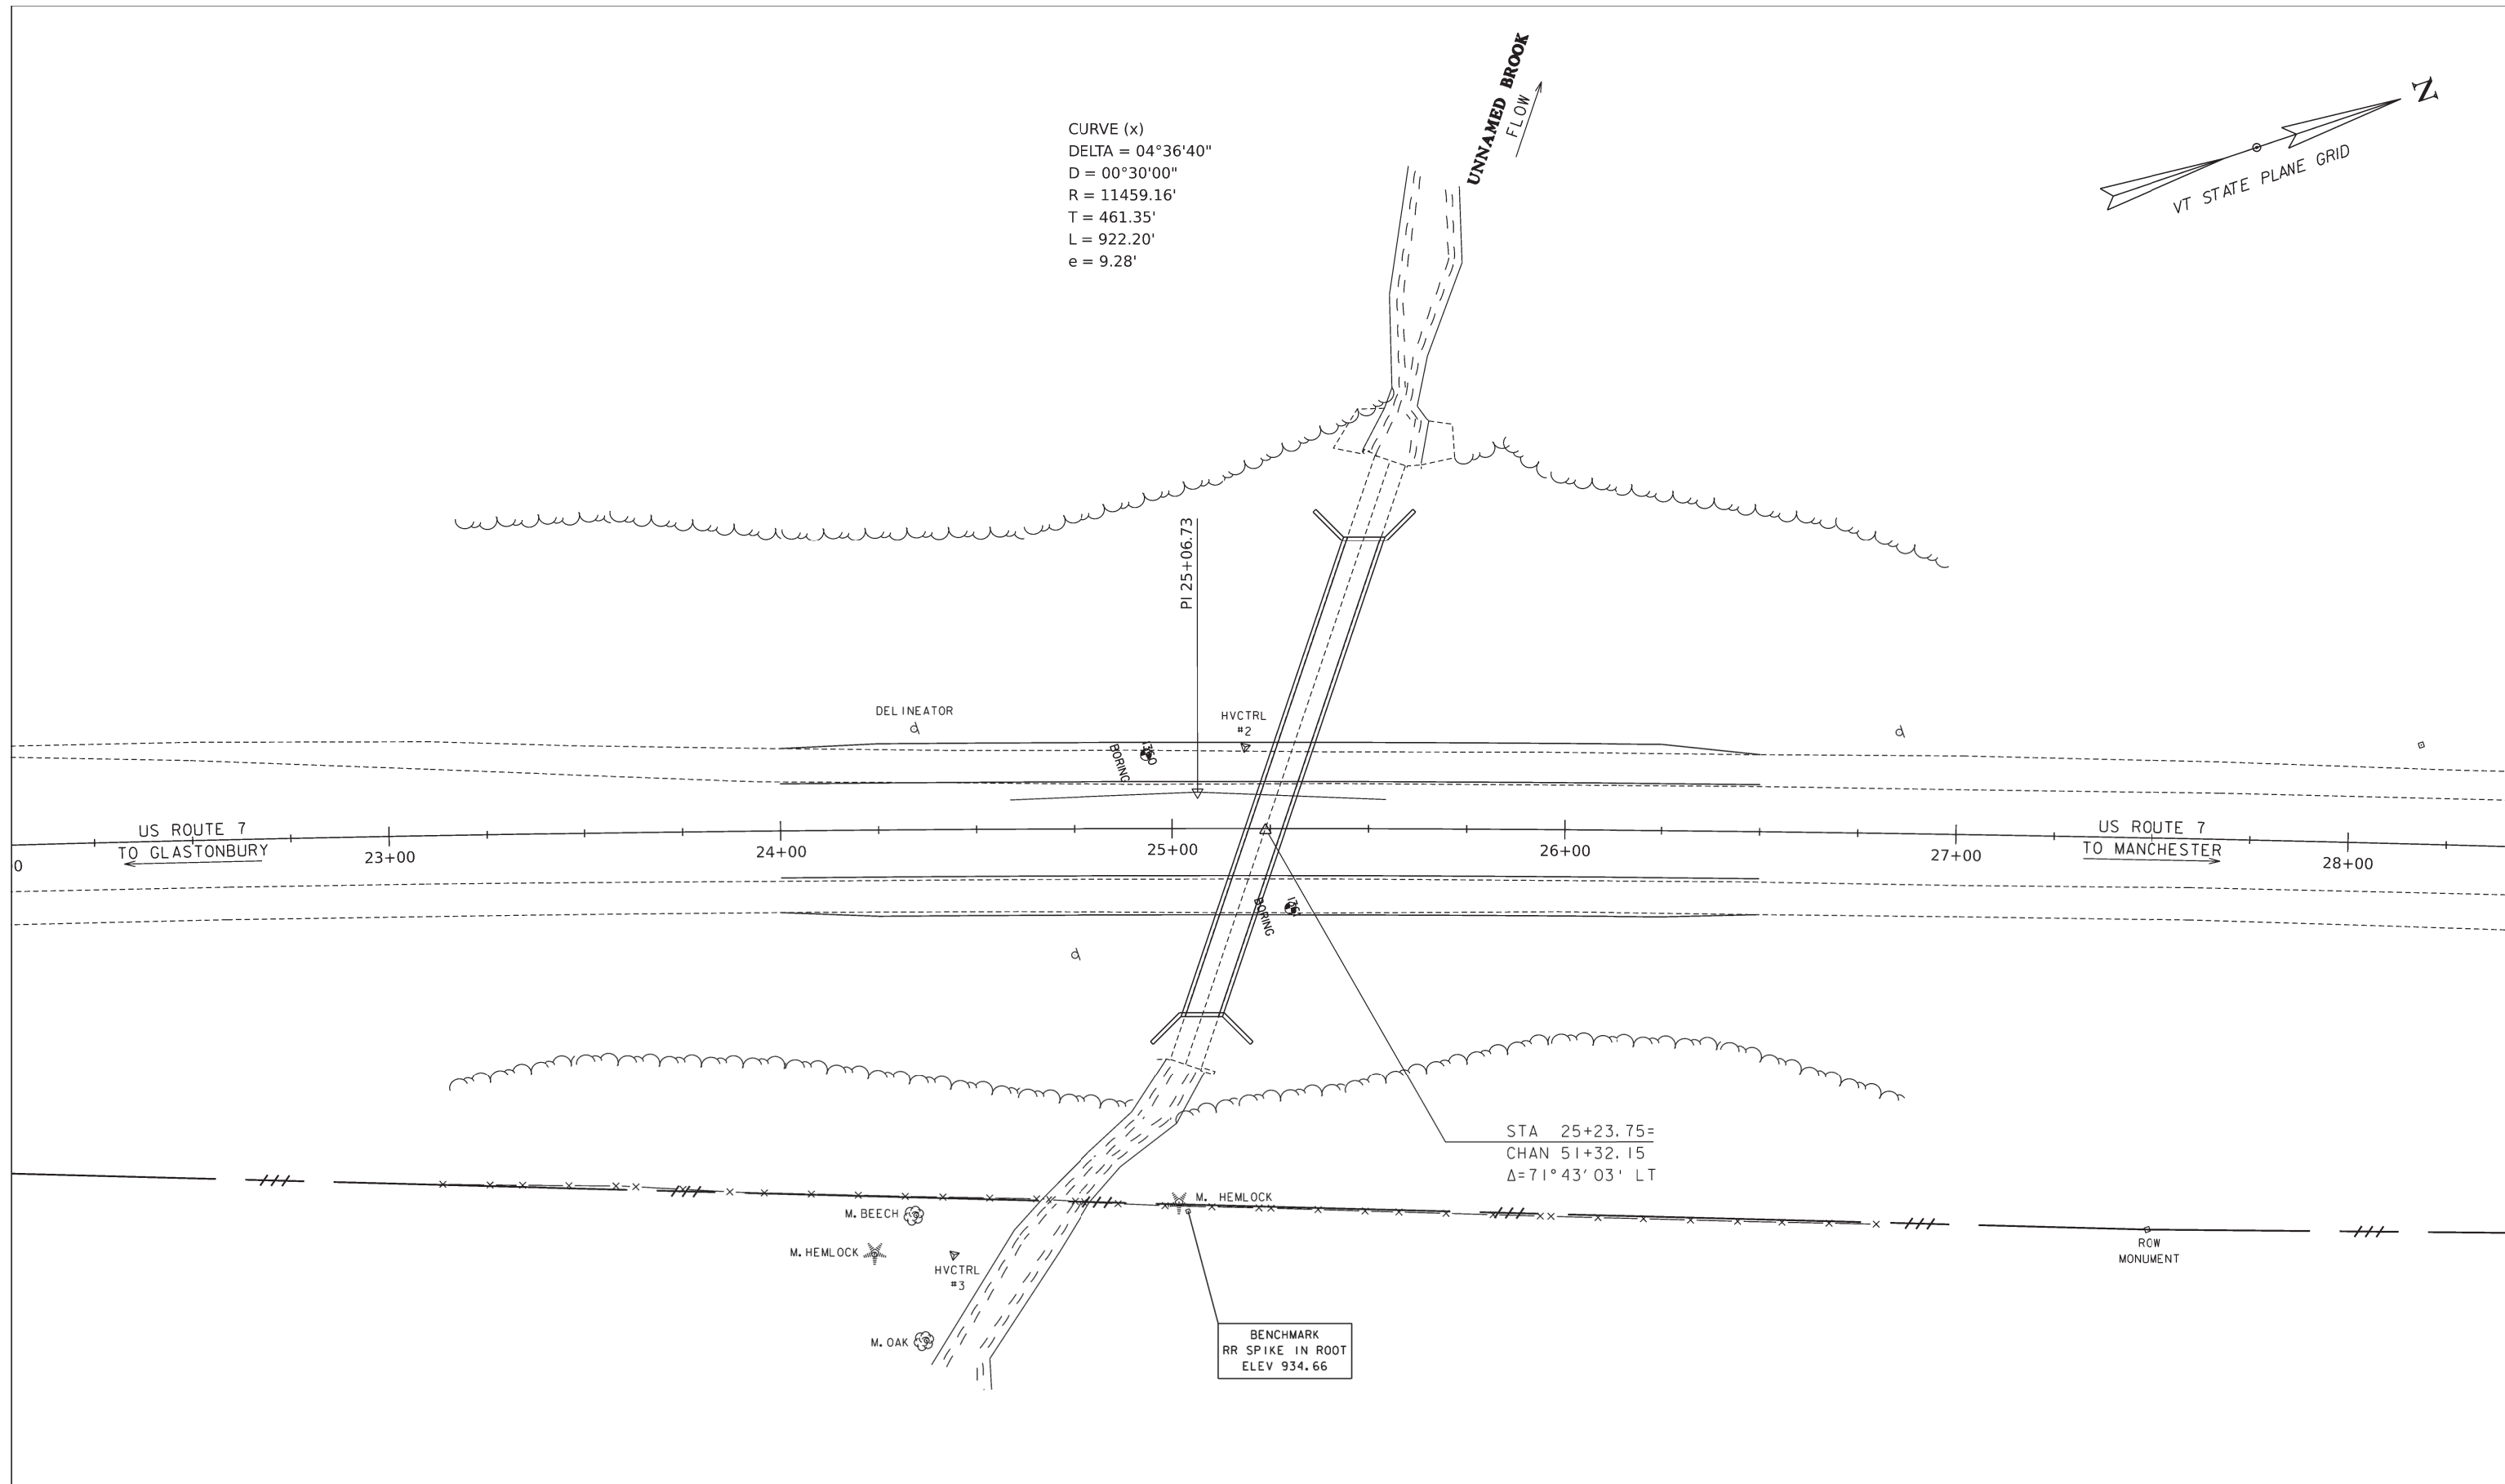 UNNAMED BROOK
FLOW
N
VT STATE PLANE GRID
CURVE (x)
DELTA = 04°36'40"
D = 00°30'00"
R = 11459.16'
T = 461.35'
L = 922.20'
e = 9.28'
PI 25+06.73
DELINEATOR
HVCTRL
#2
BORING
US ROUTE 7
TO GLASTONBURY
0
23+00
24+00
25+00
26+00
27+00
28+00
US ROUTE 7
TO MANCHESTER
BORING
STA 25+23.75=
CHAN 51+32.15
Δ=71°43'03' LT
M. HEMLOCK
M. BEECH
M. HEMLOCK
HVCTRL
#3
M. OAK
ROW
MONUMENT
BENCHMARK
RR SPIKE IN ROOT
ELEV 934.66